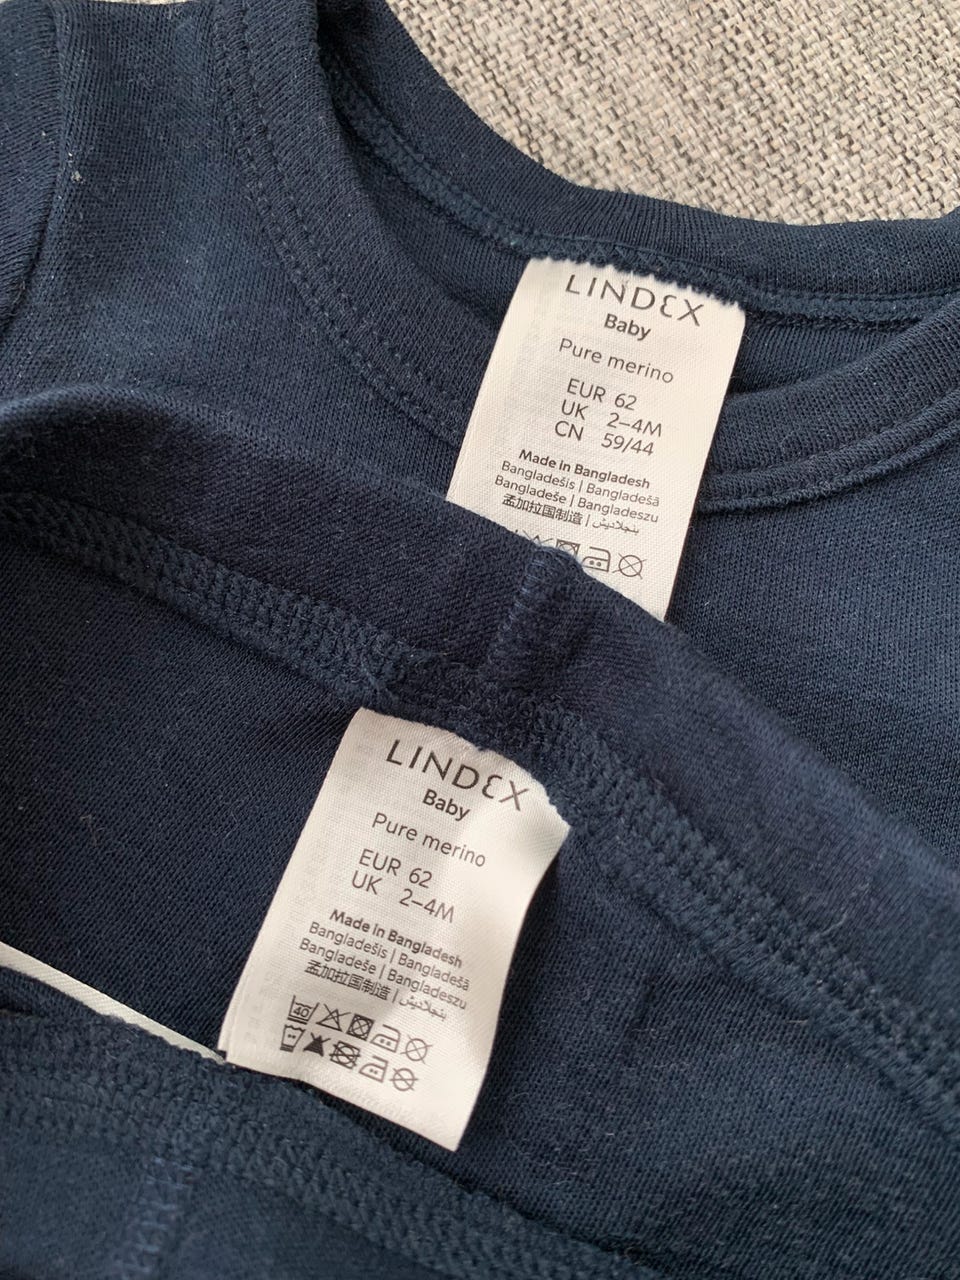 LINDEX
Baby
Pure merino
EUR 62
UK 2–4M
CN 59/44
Made in Bangladesh
Bangladešis | Bangladešā
Bangladeše | Bangladeszu
孟加拉国制造 | بنجلاديش
LINDEX
Baby
Pure merino
EUR 62
UK 2–4M
Made in Bangladesh
Bangladešis | Bangladešā
Bangladeše | Bangladeszu
孟加拉国制造 | بنجلاديش
40